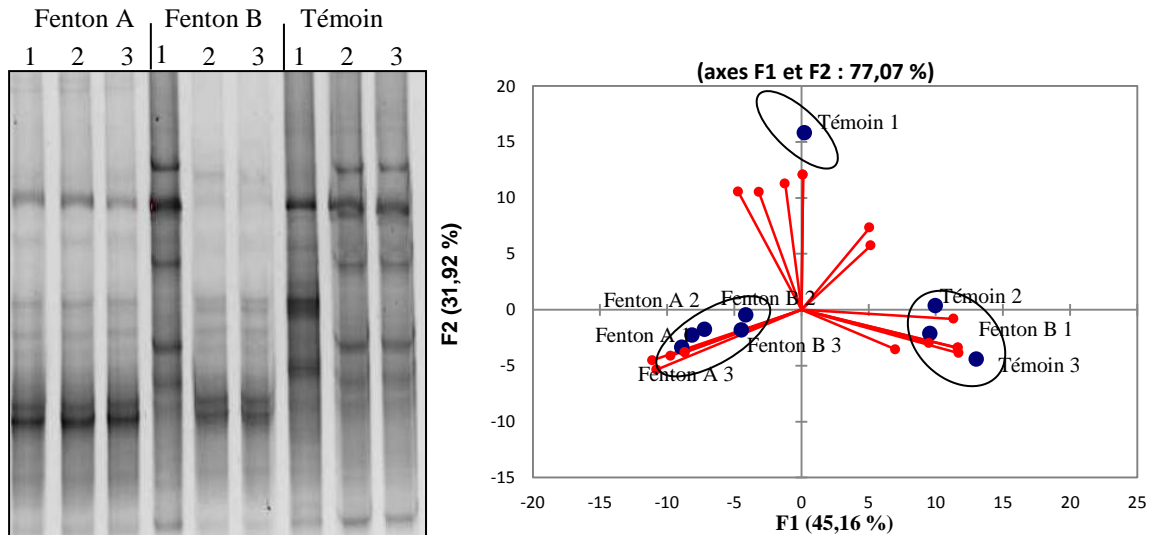 Fenton A Fenton B Témoin
1 2 3 1 2 3 1 2 3
(axes F1 et F2 : 77,07 %)
20
15
10
5
0
-5
-10
-15
-20 -15 -10 -5 0 5 10 15 20 25
F2 (31,92 %)
F1 (45,16 %)
Témoin 1
Fenton A 2 Fenton B 2
Témoin 2
Fenton A 1
Fenton B 1
Fenton B 3
Témoin 3
Fenton A 3